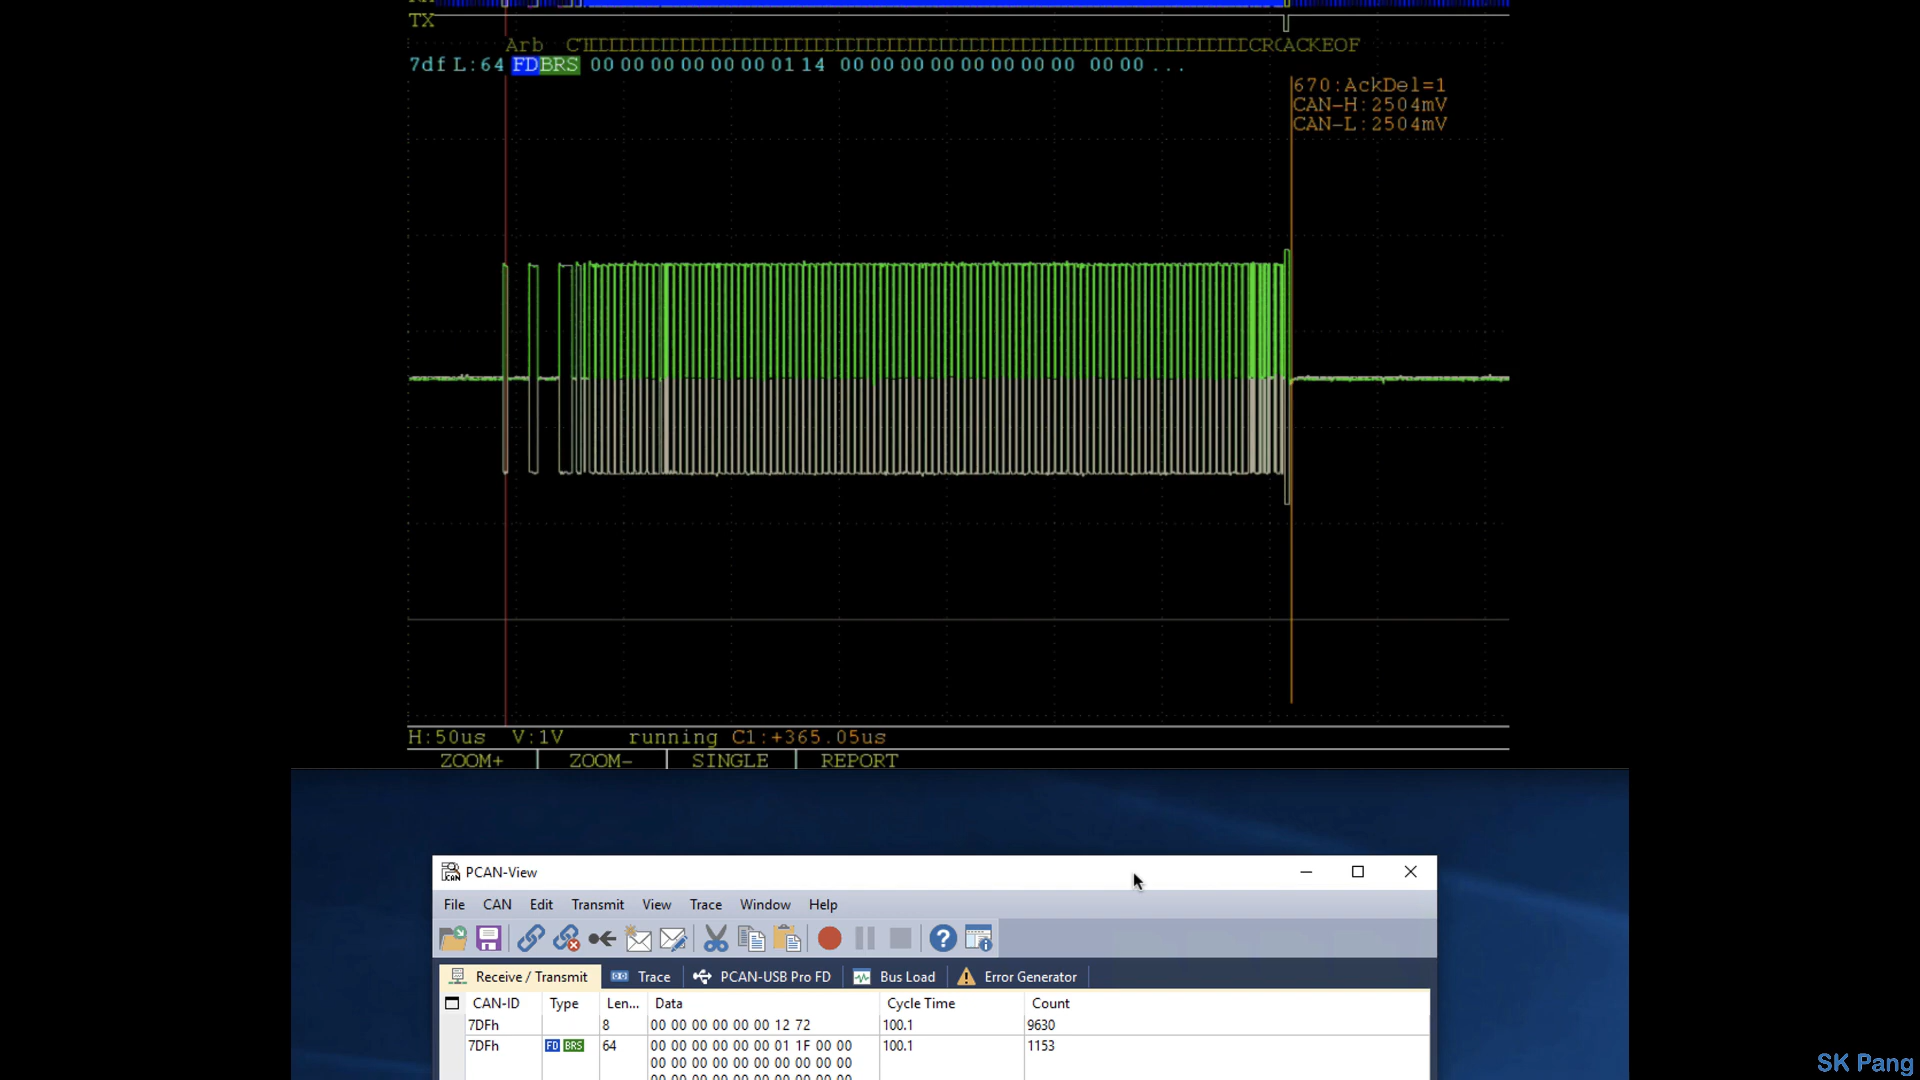 TX
Arb
CRCACKEOF
7df L:64 FD BRS 00 00 00 00 00 00 01 14 00 00 00 00 00 00 00 00 00 00 ...
670:AckDel=1
CAN-H:2504mV
CAN-L:2504mV
H:50us V:1V running C1:+365.05us
ZOOM+ ZOOM- SINGLE REPORT
PCAN-View
File CAN Edit Transmit View Trace Window Help
Receive / Transmit Trace PCAN-USB Pro FD Bus Load Error Generator
CAN-ID Type Len... Data Cycle Time Count
7DFh 8 00 00 00 00 00 00 12 72 100.1 9630
7DFh FD BRS 64 00 00 00 00 00 00 01 1F 00 00 100.1 1153
00 00 00 00 00 00 00 00 00 00
SK Pang